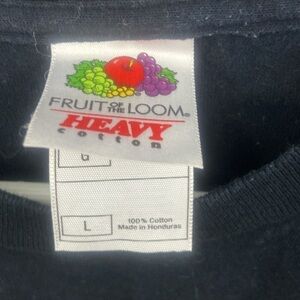 FRUIT OF THE LOOM®
HEAVY
cotton
G
L
100% Cotton
Made in Honduras